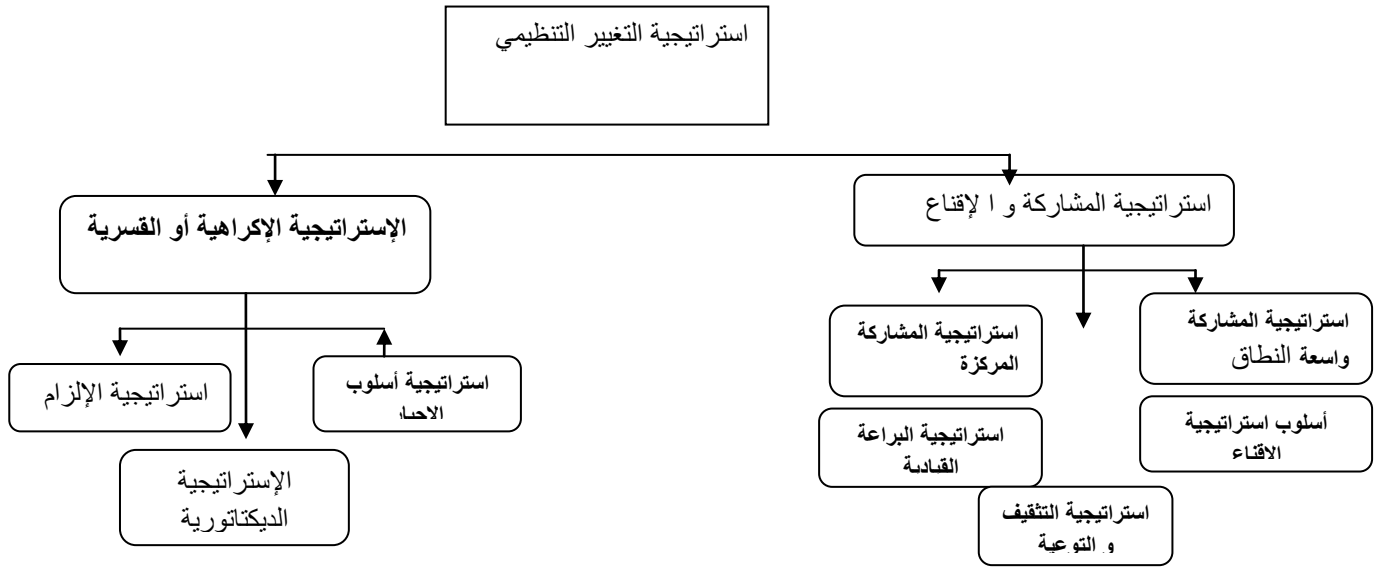 استراتيجية التغيير التنظيمي
استراتيجية المشاركة و ا لإقناع
الإستراتيجية الإكراهية أو القسرية
استراتيجية المشاركة
واسعة النطاق
استراتيجية المشاركة
المركزة
أسلوب استراتيجية
الاقناع
استراتيجية البراعة
القيادية
استراتيجية التثقيف
و التوعية
استراتيجية أسلوب
الاجبار
استراتيجية الإلزام
الإستراتيجية
الديكتاتورية